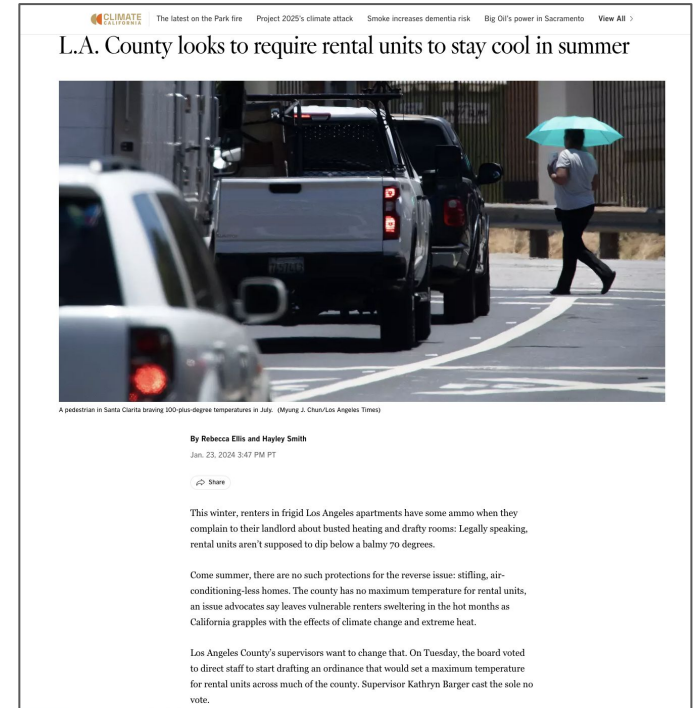 CLIMATE CALIFORNIA The latest on the Park fire Project 2025's climate attack Smoke increases dementia risk Big Oil's power in Sacramento View All >
L.A. County looks to require rental units to stay cool in summer
A pedestrian in Santa Clarita braving 100-plus-degree temperatures in July. (Myung J. Chun/Los Angeles Times)
By Rebecca Ellis and Hayley Smith
Jan. 23, 2024 3:47 PM PT
Share
This winter, renters in frigid Los Angeles apartments have some ammo when they
complain to their landlord about busted heating and drafty rooms: Legally speaking,
rental units aren't supposed to dip below a balmy 70 degrees.
Come summer, there are no such protections for the reverse issue: stifling, air-
conditioning-less homes. The county has no maximum temperature for rental units,
an issue advocates say leaves vulnerable renters sweltering in the hot months as
California grapples with the effects of climate change and extreme heat.
Los Angeles County's supervisors want to change that. On Tuesday, the board voted
to direct staff to start drafting an ordinance that would set a maximum temperature
for rental units across much of the county. Supervisor Kathryn Barger cast the sole no
vote.